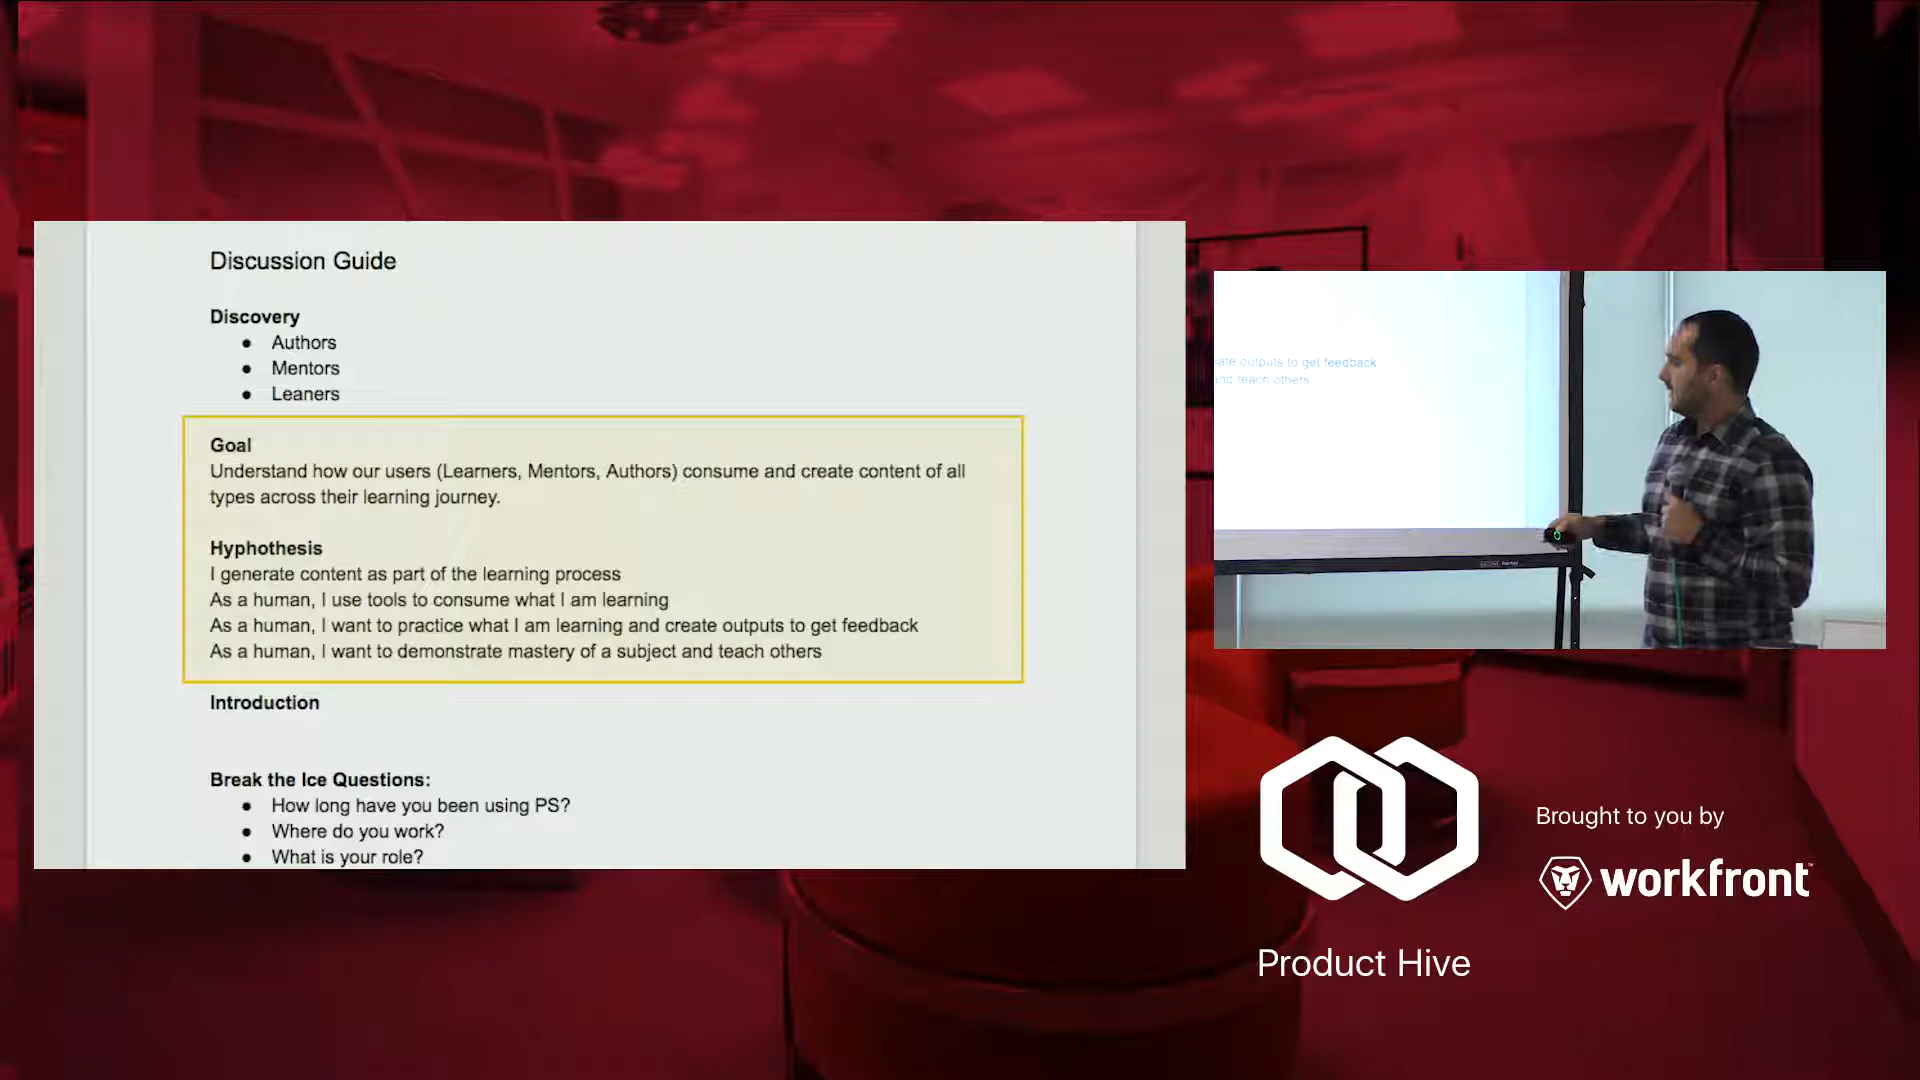 Discussion Guide
Discovery
● Authors
● Mentors
● Leaners
Goal
Understand how our users (Learners, Mentors, Authors) consume and create content of all
types across their learning journey.
Hyphothesis
I generate content as part of the learning process
As a human, I use tools to consume what I am learning
As a human, I want to practice what I am learning and create outputs to get feedback
As a human, I want to demonstrate mastery of a subject and teach others
Introduction
Break the Ice Questions:
● How long have you been using PS?
● Where do you work?
● What is your role?
outputs to get feedback
teach others
Brought to you by
workfront
Product Hive